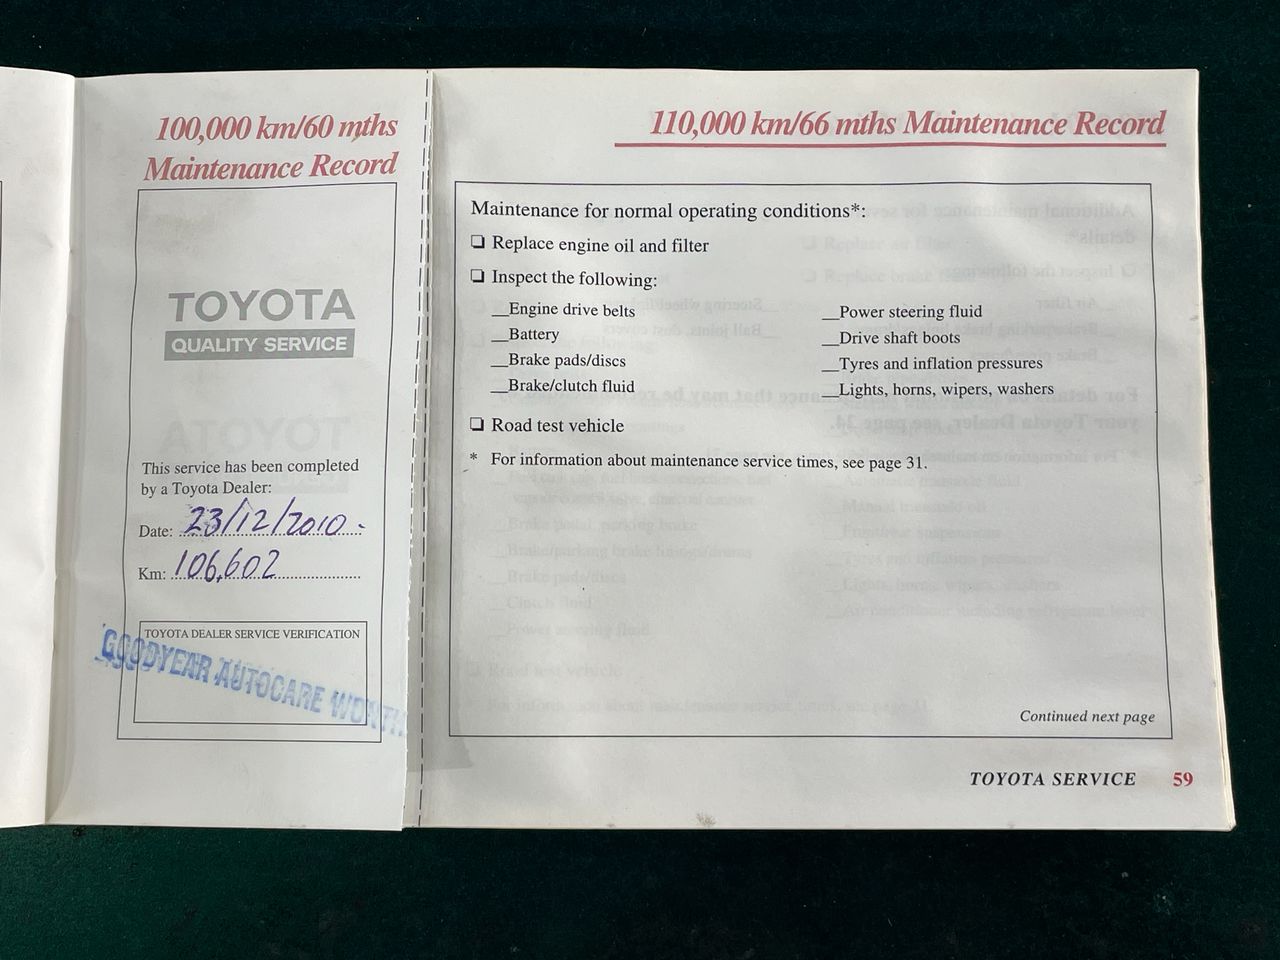 100,000 km/60 mths
Maintenance Record
TOYOTA
QUALITY SERVICE
This service has been completed
by a Toyota Dealer:
Date: 23/12/2010
Km: 106,602
TOYOTA DEALER SERVICE VERIFICATION
GOODYEAR AUTOCARE
110,000 km/66 mths Maintenance Record
Maintenance for normal operating conditions*:
❏ Replace engine oil and filter
❏ Inspect the following:
__Engine drive belts
__Battery
__Brake pads/discs
__Brake/clutch fluid
__Power steering fluid
__Drive shaft boots
__Tyres and inflation pressures
__Lights, horns, wipers, washers
❏ Road test vehicle
* For information about maintenance service times, see page 31.
Continued next page
TOYOTA SERVICE 59